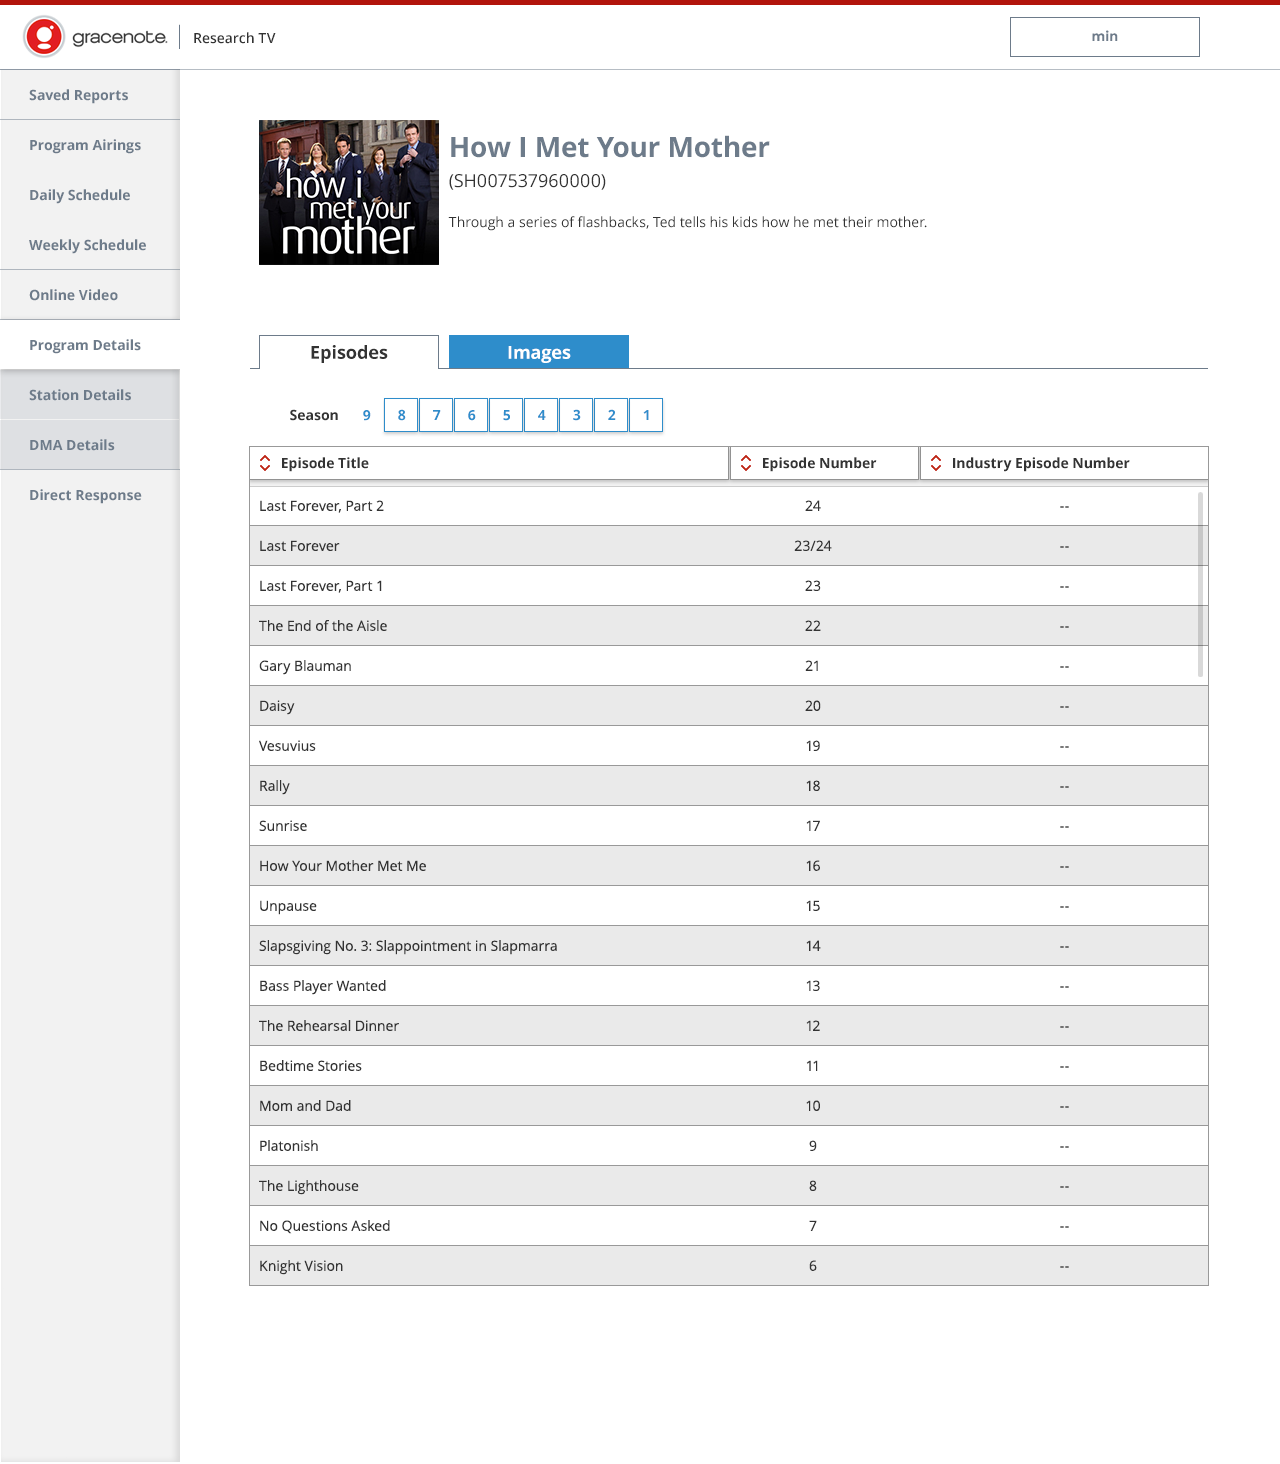 gracenote. Research TV
min
Saved Reports
Program Airings
Daily Schedule
Weekly Schedule
Online Video
Program Details
Station Details
DMA Details
Direct Response
how i
met your
mother
How I Met Your Mother
(SH007537960000)
Through a series of flashbacks, Ted tells his kids how he met their mother.
Episodes Images
Season 9 8 7 6 5 4 3 2 1
Episode Title Episode Number Industry Episode Number
Last Forever, Part 2 24 --
Last Forever 23/24 --
Last Forever, Part 1 23 --
The End of the Aisle 22 --
Gary Blauman 21 --
Daisy 20 --
Vesuvius 19 --
Rally 18 --
Sunrise 17 --
How Your Mother Met Me 16 --
Unpause 15 --
Slapsgiving No. 3: Slappointment in Slapmarra 14 --
Bass Player Wanted 13 --
The Rehearsal Dinner 12 --
Bedtime Stories 11 --
Mom and Dad 10 --
Platonish 9 --
The Lighthouse 8 --
No Questions Asked 7 --
Knight Vision 6 --